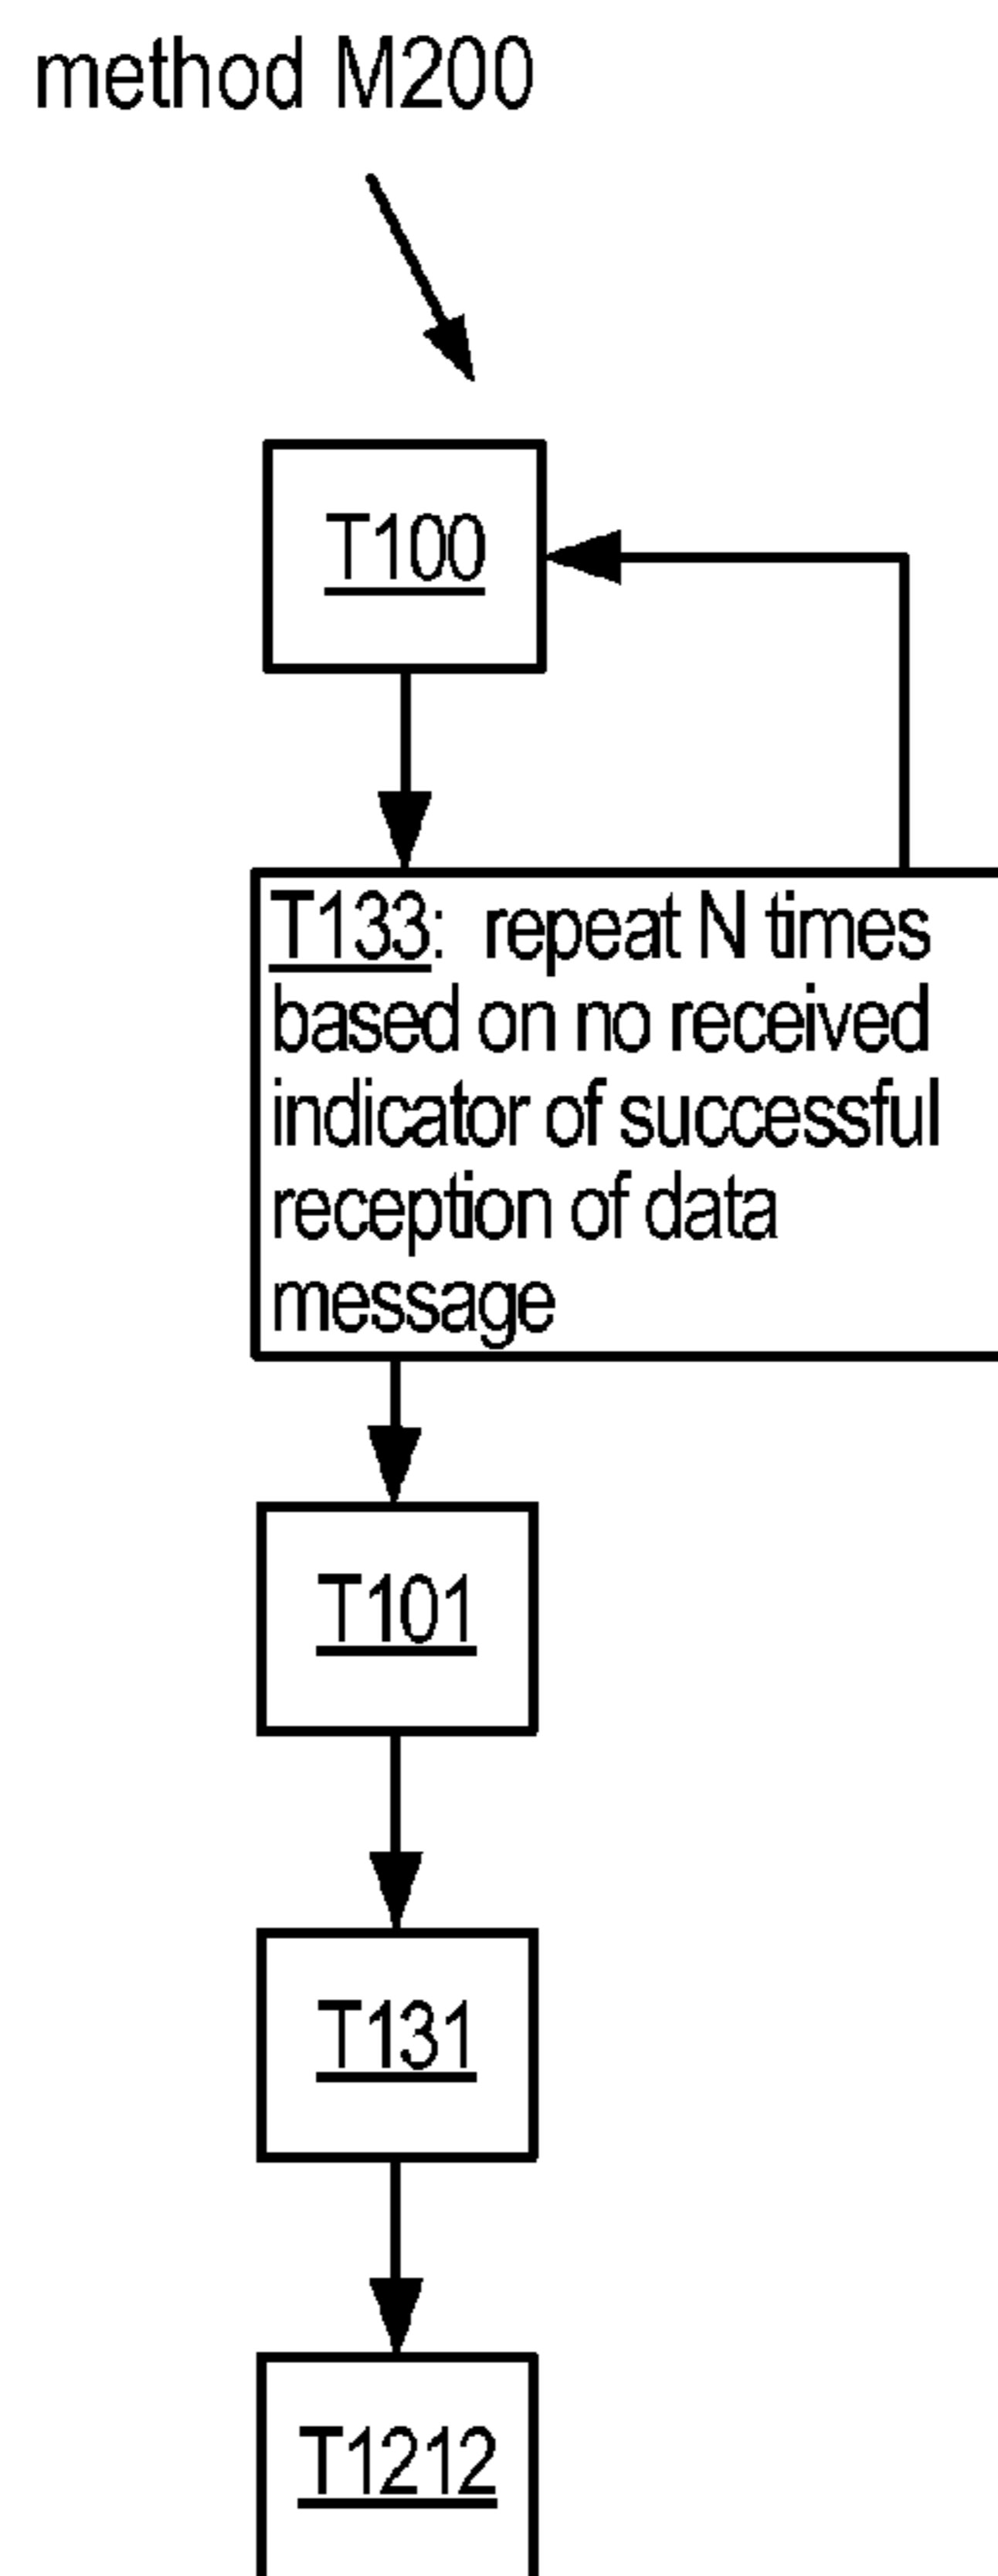 method M200
T100
T133: repeat N times
based on no received
indicator of successful
reception of data
message
T101
T131
T1212